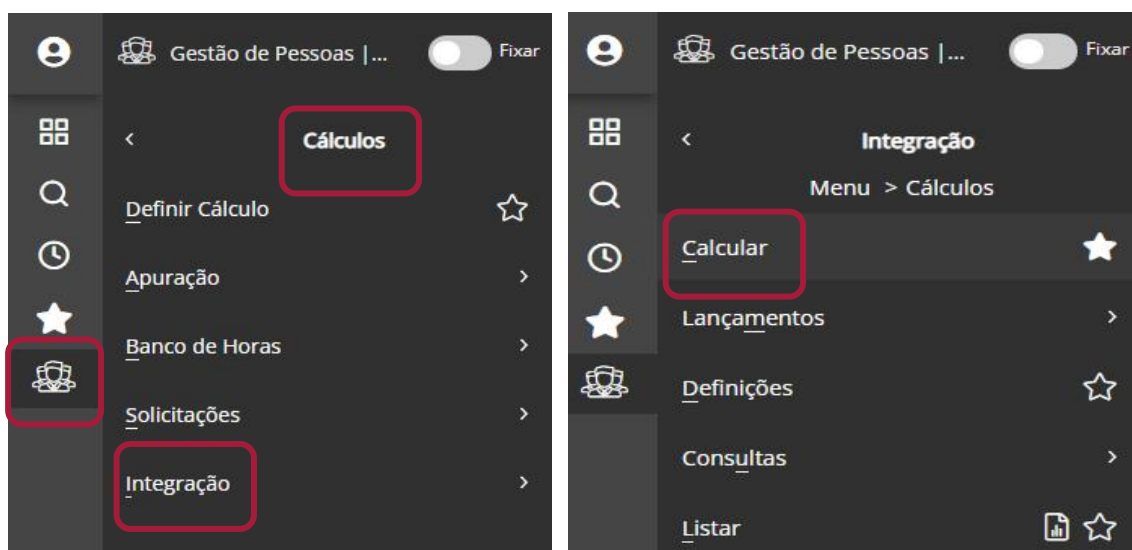 Gestão de Pessoas |...
Fixar
Cálculos
Definir Cálculo
Apuração
Banco de Horas
Solicitações
Integração
Gestão de Pessoas |...
Fixar
Integração
Menu > Cálculos
Calcular
Lançamentos
Definições
Consultas
Listar